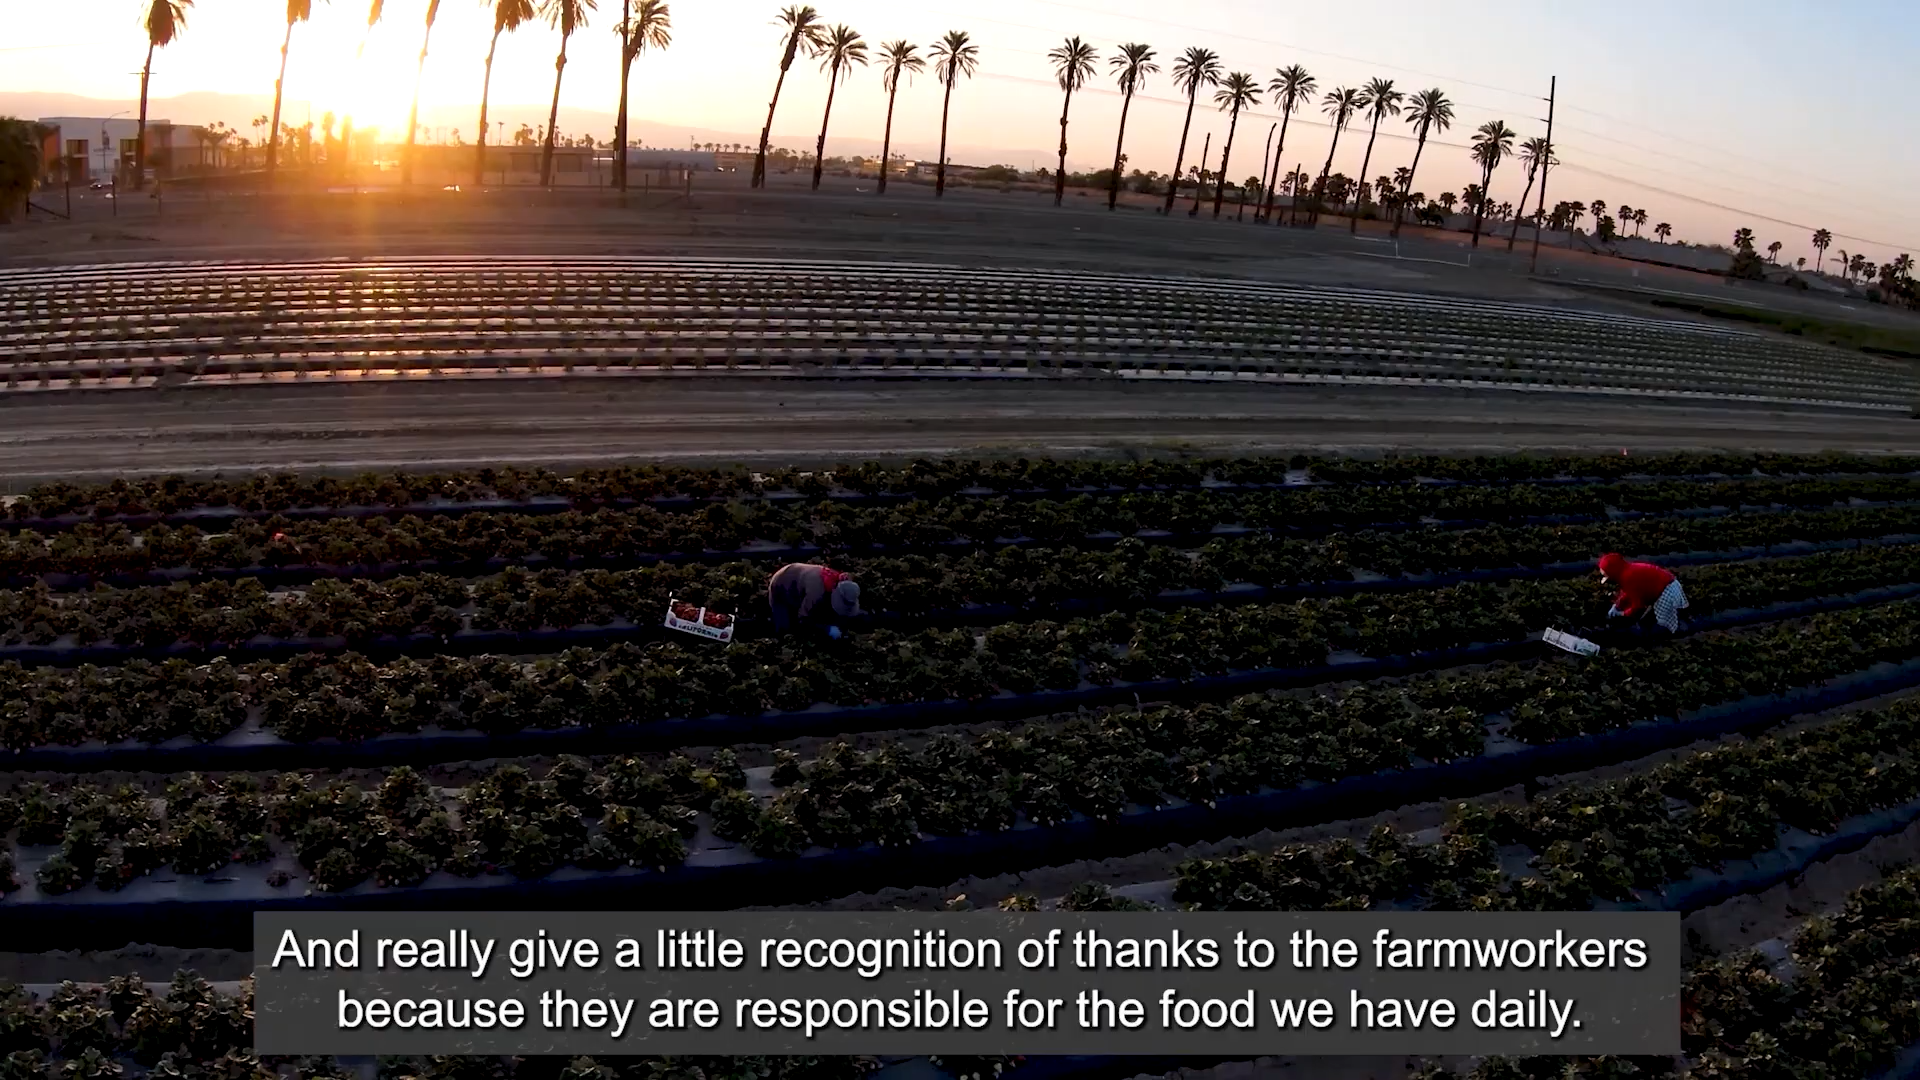 CALIFORNIA
And really give a little recognition of thanks to the farmworkers
because they are responsible for the food we have daily.